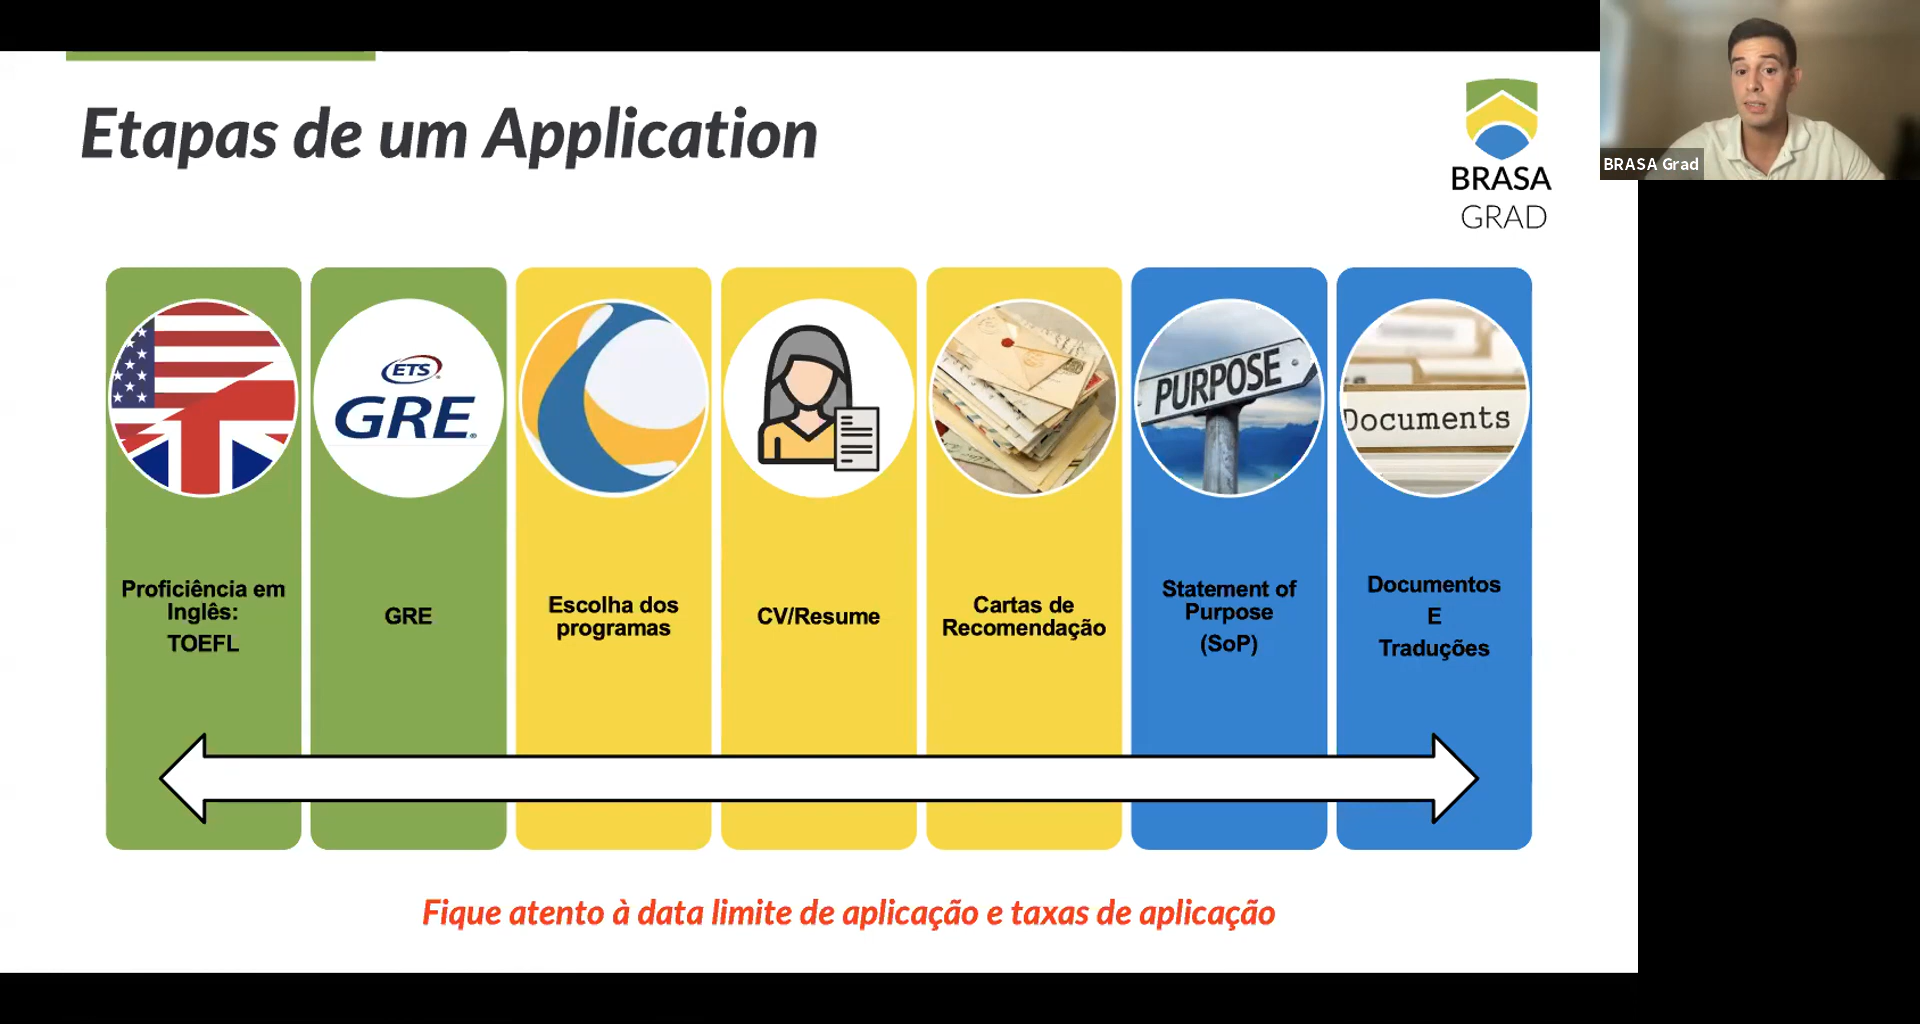 Etapas de um Application
BRASA
GRAD
BRASA Grad
ETS
GRE
PURPOSE
Documents
Proficiência em
Inglês:
TOEFL
GRE
Escolha dos
programas
CV/Resume
Cartas de
Recomendação
Statement of
Purpose
(SoP)
Documentos
E
Traduções
Fique atento à data limite de aplicação e taxas de aplicação